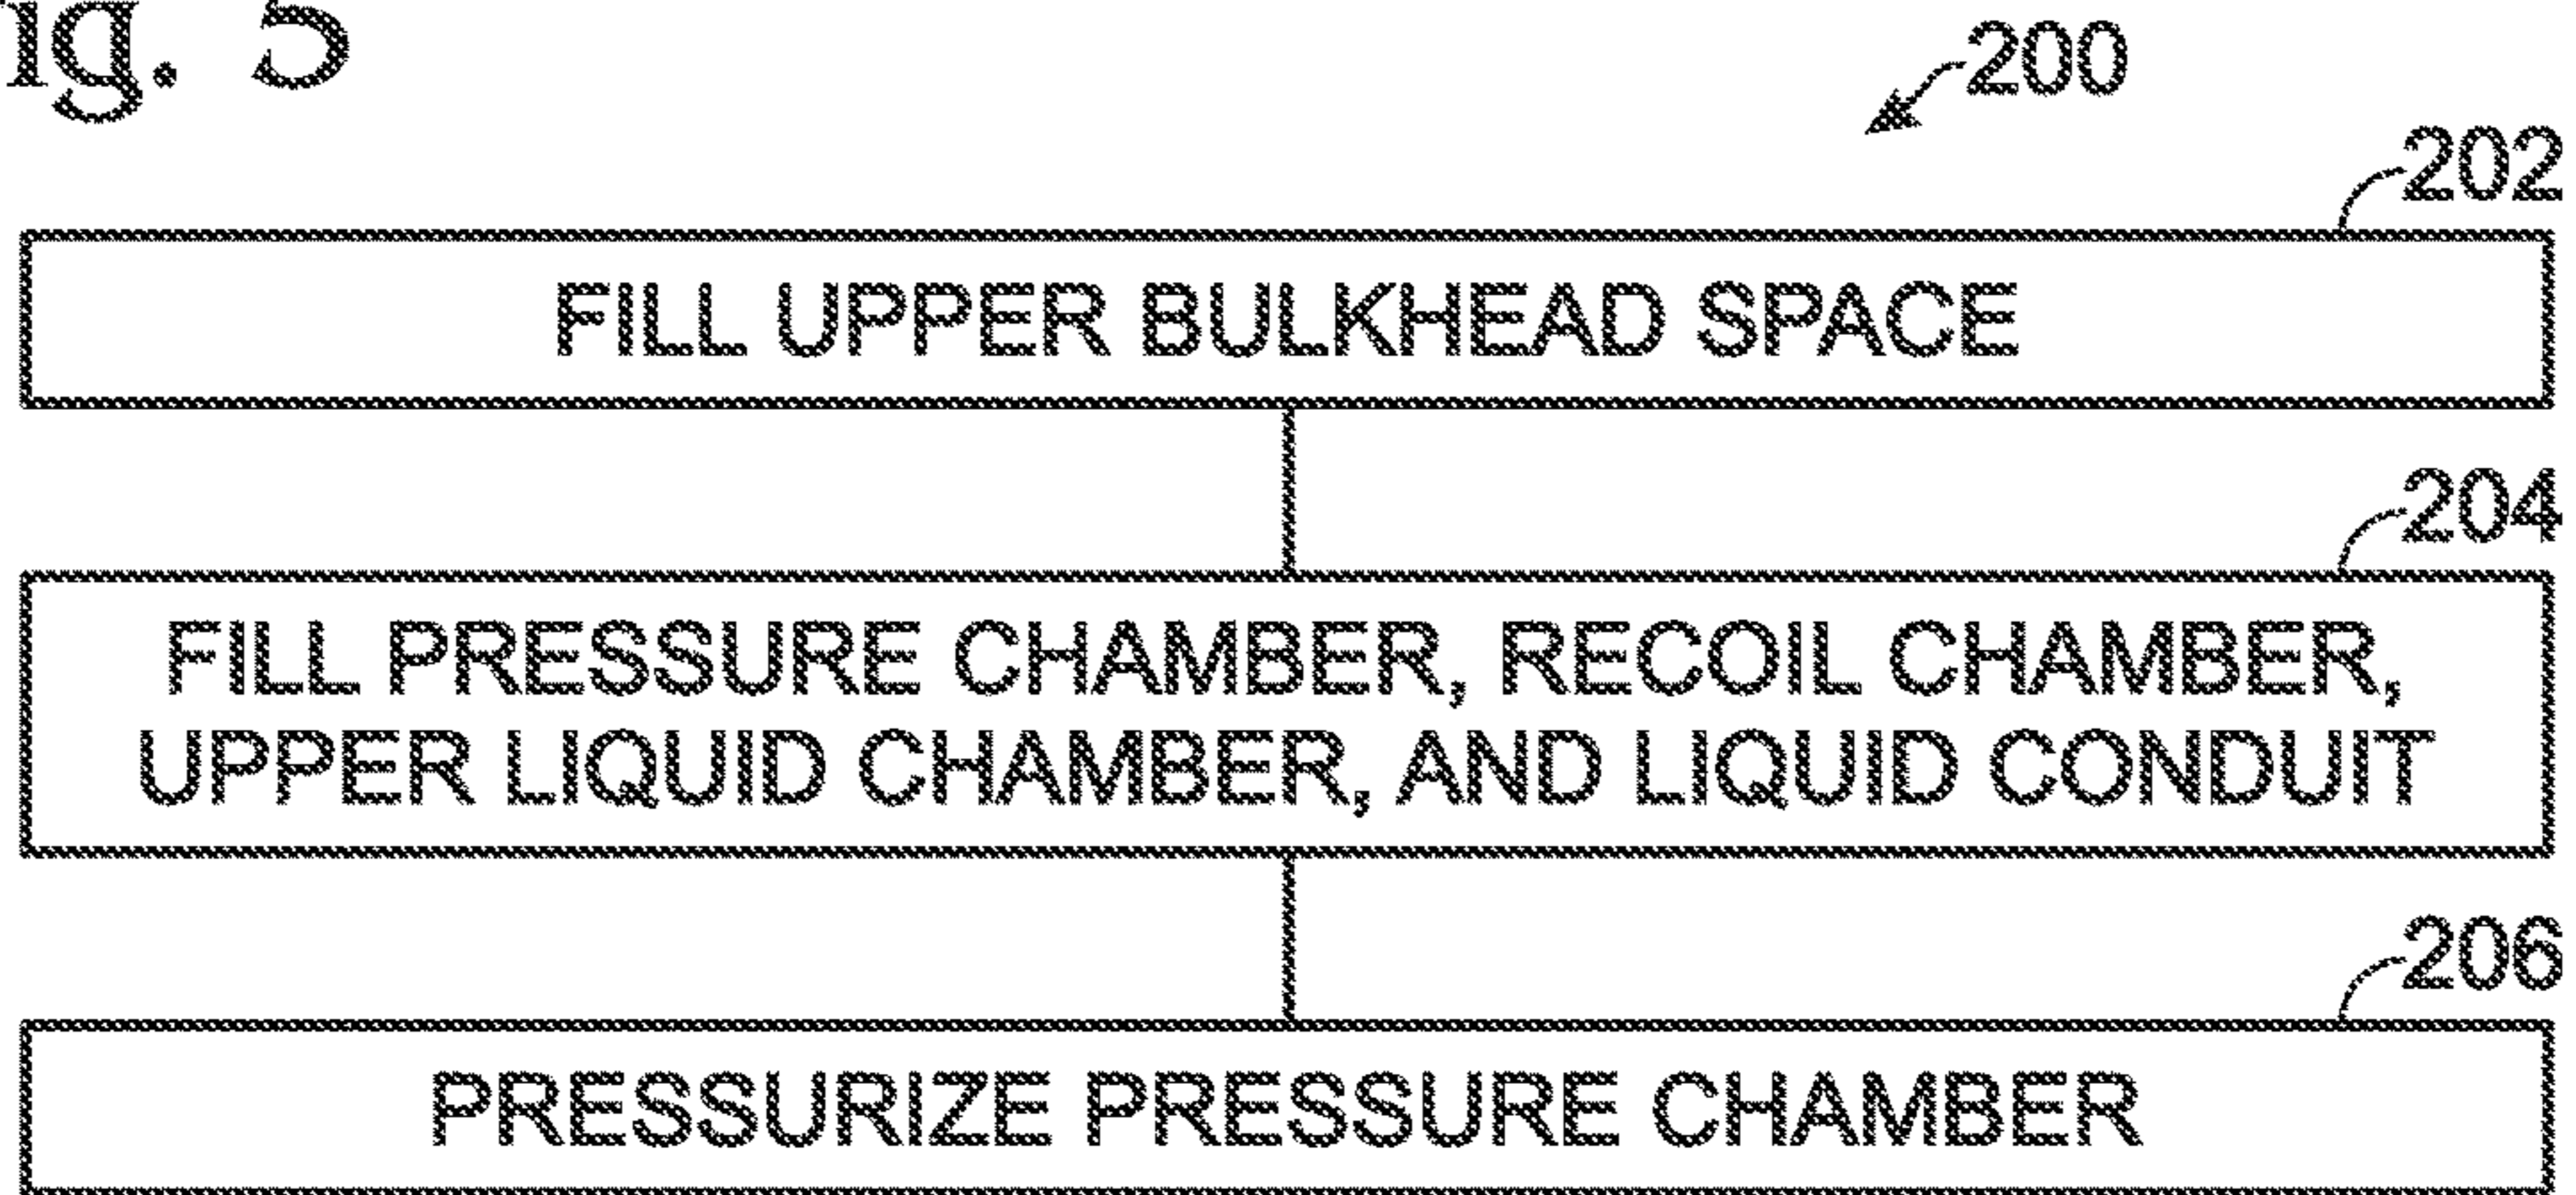 ig. 5
200
202
FILL UPPER BULKHEAD SPACE
204
FILL PRESSURE CHAMBER, RECOIL CHAMBER,
UPPER LIQUID CHAMBER, AND LIQUID CONDUIT
206
PRESSURIZE PRESSURE CHAMBER